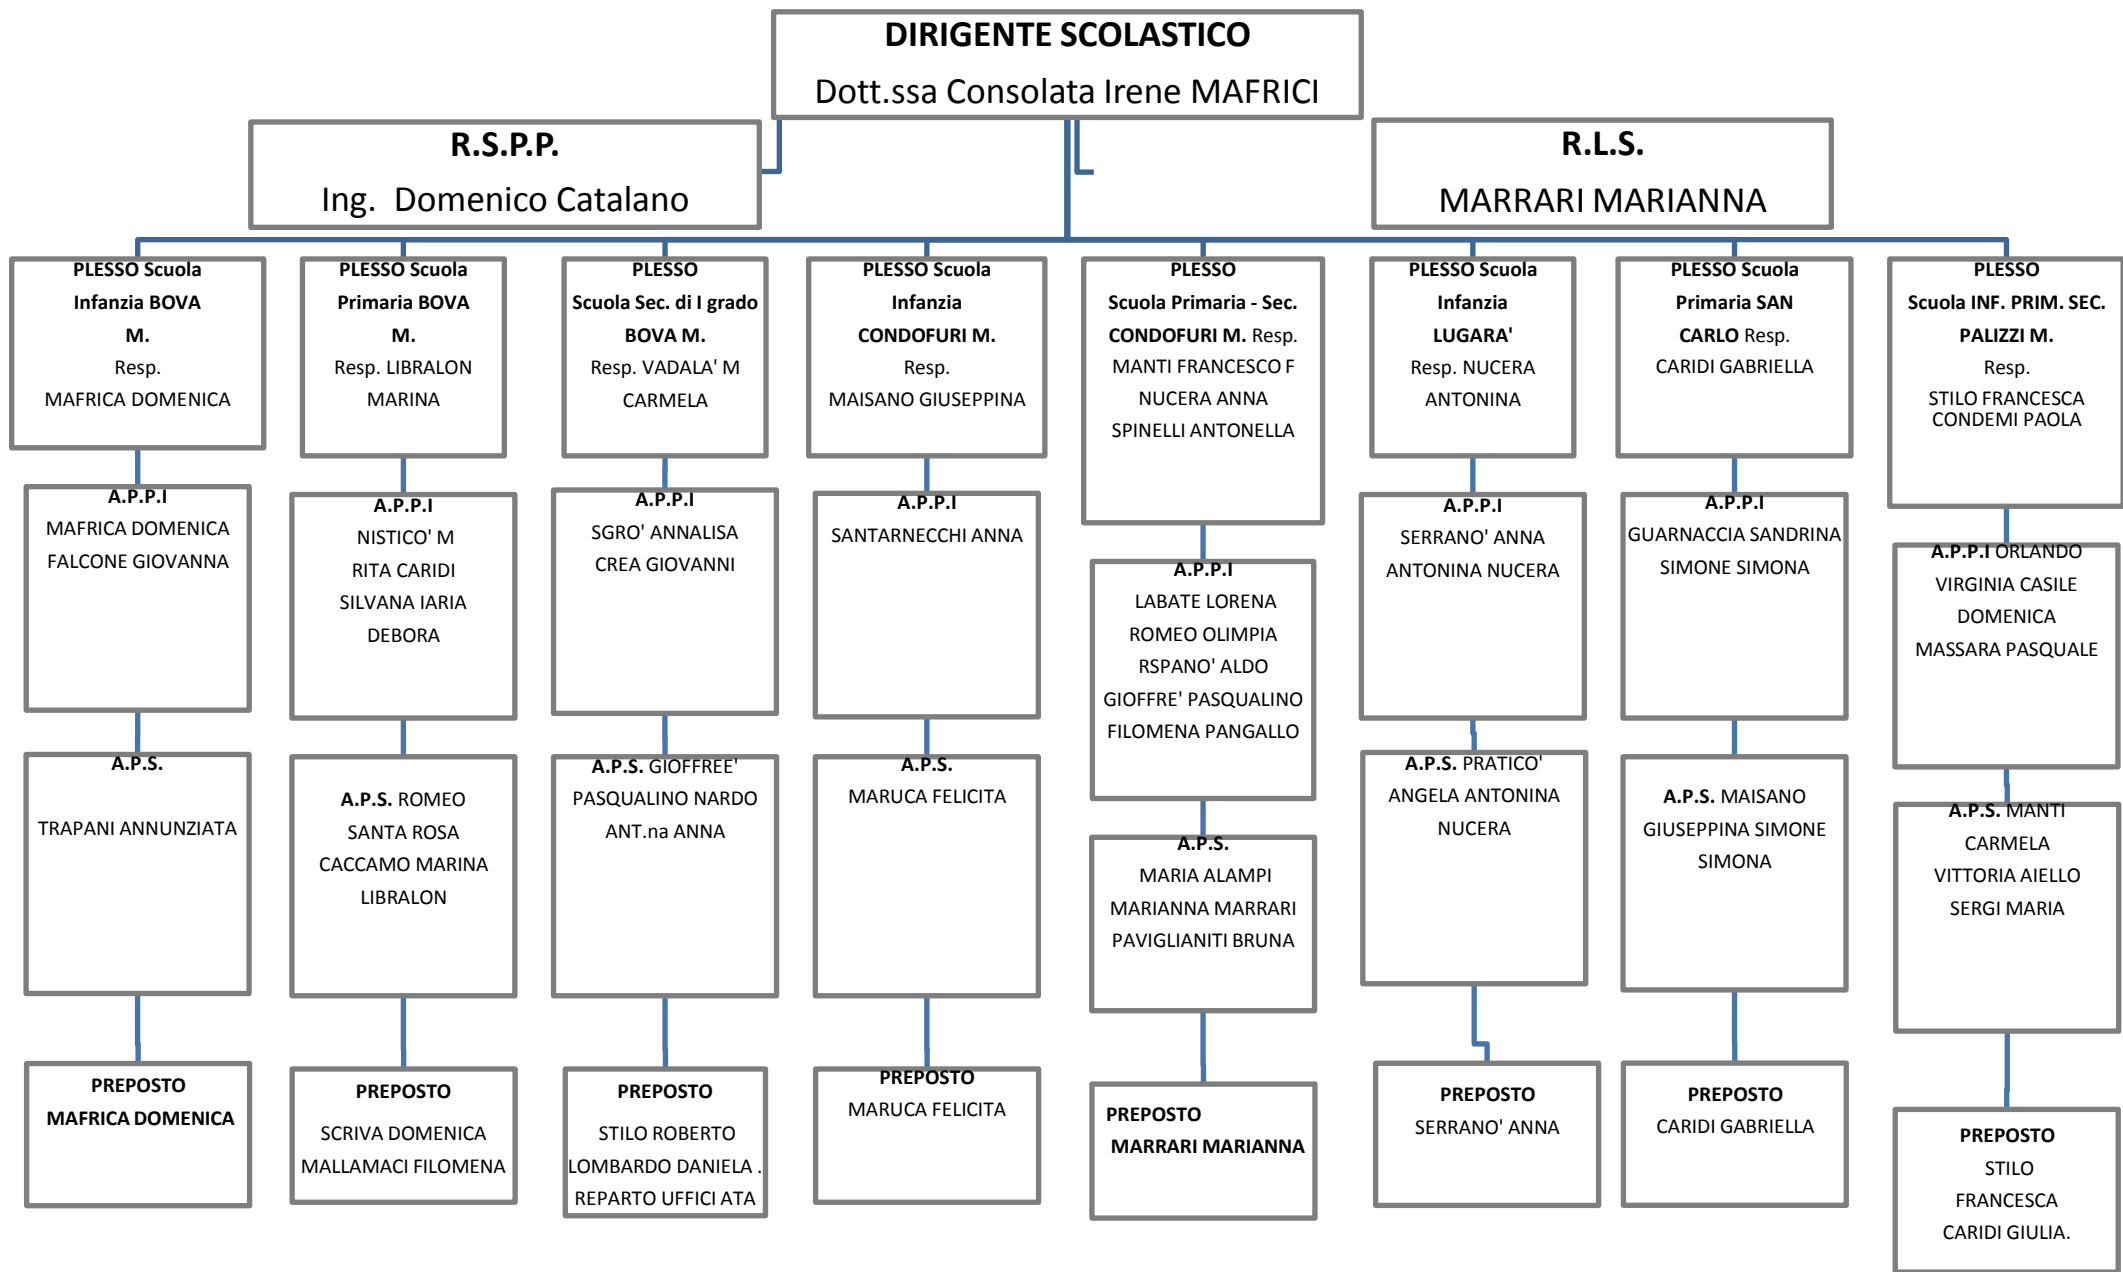 DIRIGENTE SCOLASTICO
Dott.ssa Consolata Irene MAFRICI
R.S.P.P.
Ing. Domenico Catalano
R.L.S.
MARRARI MARIANNA
PLESSO Scuola
Infanzia BOVA
M.
Resp.
MAFRICA DOMENICA
PLESSO Scuola
Primaria BOVA
M.
Resp. LIBRALON
MARINA
PLESSO
Scuola Sec. di I grado
BOVA M.
Resp. VADALA' M
CARMELA
PLESSO Scuola
Infanzia
CONDOFURI M.
Resp.
MAISANO GIUSEPPINA
PLESSO
Scuola Primaria - Sec.
CONDOFURI M. Resp.
MANTI FRANCESCO F
NUCERA ANNA
SPINELLI ANTONELLA
PLESSO Scuola
Infanzia
LUGARA'
Resp. NUCERA
ANTONINA
PLESSO Scuola
Primaria SAN
CARLO Resp.
CARIDI GABRIELLA
PLESSO
Scuola INF. PRIM. SEC.
PALIZZI M.
Resp.
STILO FRANCESCA
CONDEMI PAOLA
A.P.P.I
MAFRICA DOMENICA
FALCONE GIOVANNA
A.P.P.I
NISTICO' M
RITA CARIDI
SILVANA IARIA
DEBORA
A.P.P.I
SGRO' ANNALISA
CREA GIOVANNI
A.P.P.I
SANTARNECCHI ANNA
A.P.P.I
LABATE LORENA
ROMEO OLIMPIA
RSPANO' ALDO
GIOFFRE' PASQUALINO
FILOMENA PANGALLO
A.P.P.I
SERRANO' ANNA
ANTONINA NUCERA
A.P.P.I
GUARNACCIA SANDRINA
SIMONE SIMONA
A.P.P.I ORLANDO
VIRGINIA CASILE
DOMENICA
MASSARA PASQUALE
A.P.S.
TRAPANI ANNUNZIATA
A.P.S. ROMEO
SANTA ROSA
CACCAMO MARINA
LIBRALON
A.P.S. GIOFFREE'
PASQUALINO NARDO
ANT.na ANNA
A.P.S.
MARUCA FELICITA
A.P.S.
MARIA ALAMPI
MARIANNA MARRARI
PAVIGLIANITI BRUNA
A.P.S. PRATICO'
ANGELA ANTONINA
NUCERA
A.P.S. MAISANO
GIUSEPPINA SIMONE
SIMONA
A.P.S. MANTI
CARMELA
VITTORIA AIELLO
SERGI MARIA
PREPOSTO
MAFRICA DOMENICA
PREPOSTO
SCRIVA DOMENICA
MALLAMACI FILOMENA
PREPOSTO
STILO ROBERTO
LOMBARDO DANIELA .
REPARTO UFFICI ATA
PREPOSTO
MARUCA FELICITA
PREPOSTO
MARRARI MARIANNA
PREPOSTO
SERRANO' ANNA
PREPOSTO
CARIDI GABRIELLA
PREPOSTO
STILO
FRANCESCA
CARIDI GIULIA.